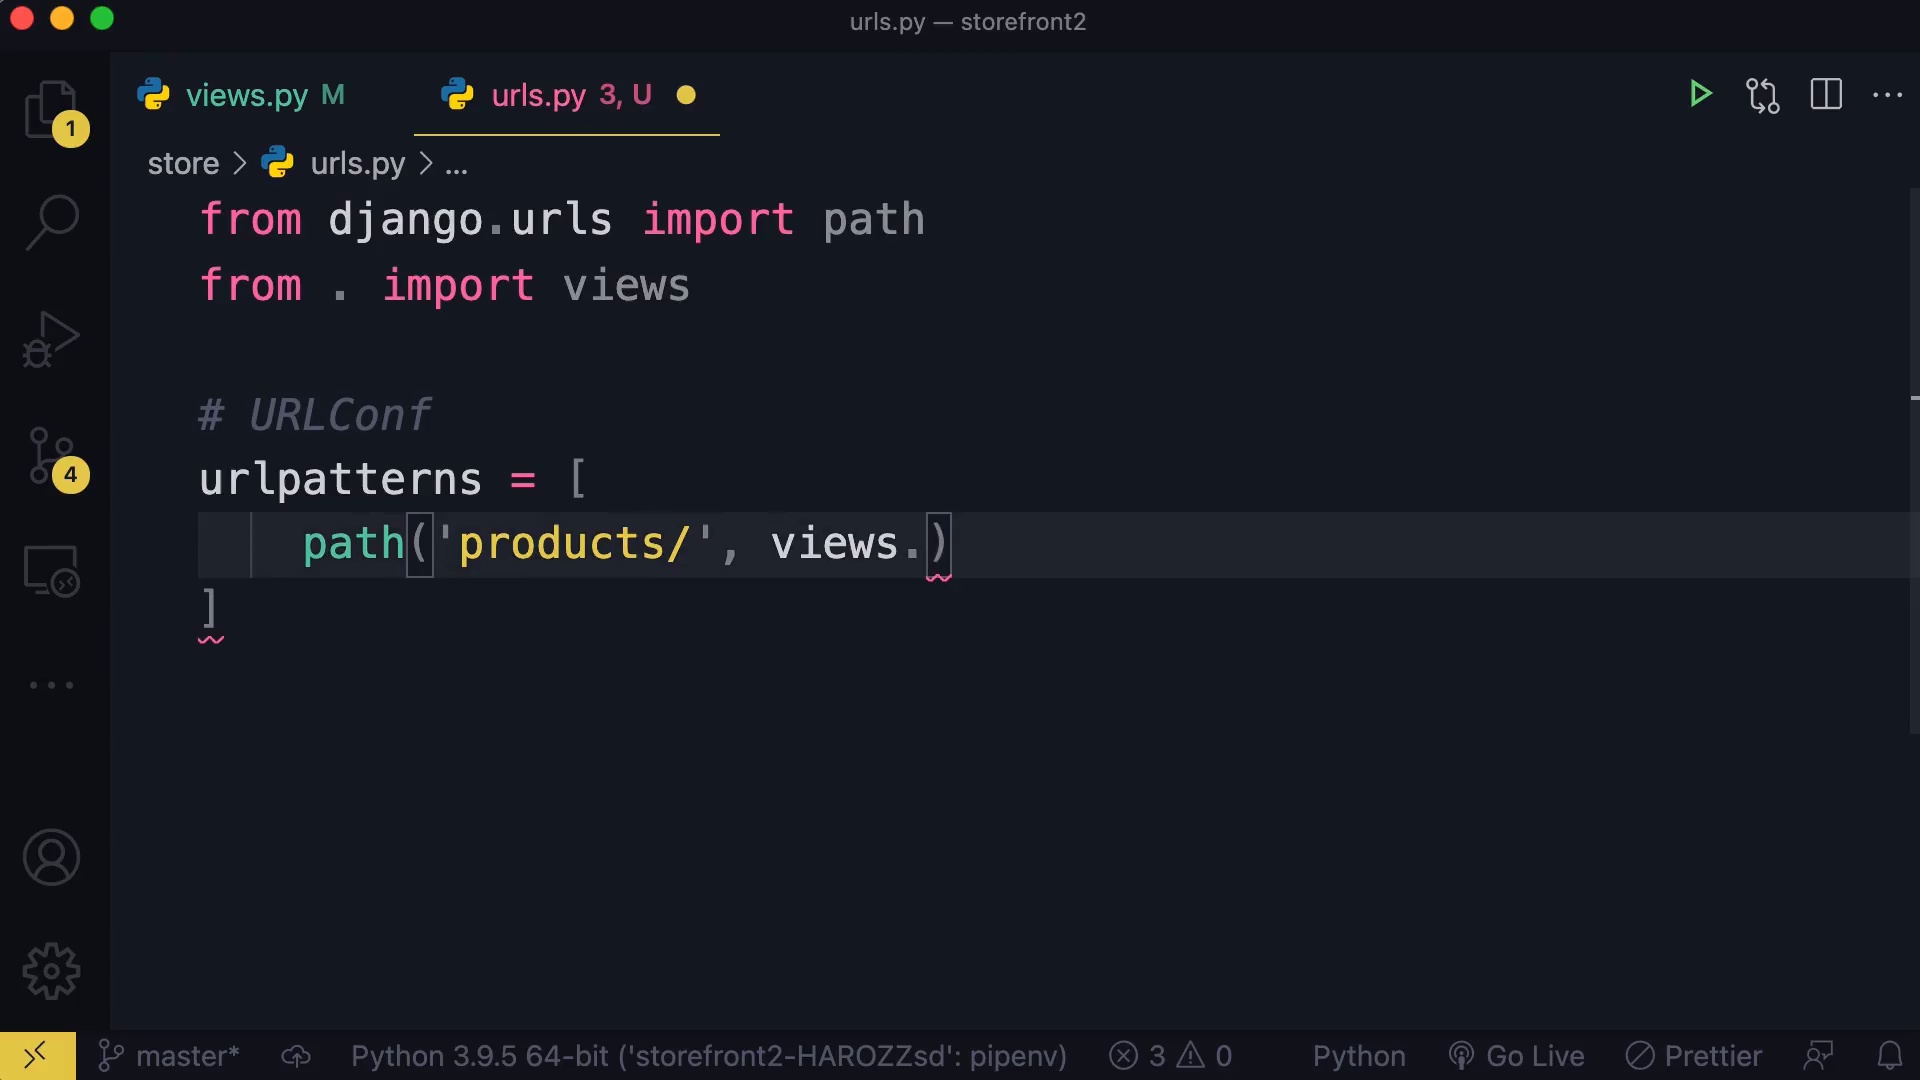 urls.py — storefront2
views.py M urls.py 3, U
store > urls.py > ...
from django.urls import path
from . import views
# URLConf
urlpatterns = [
path('products/', views.)
]
1
4
master* Python 3.9.5 64-bit ('storefront2-HAROZZsd': pipenv) 3 0 Python Go Live Prettier